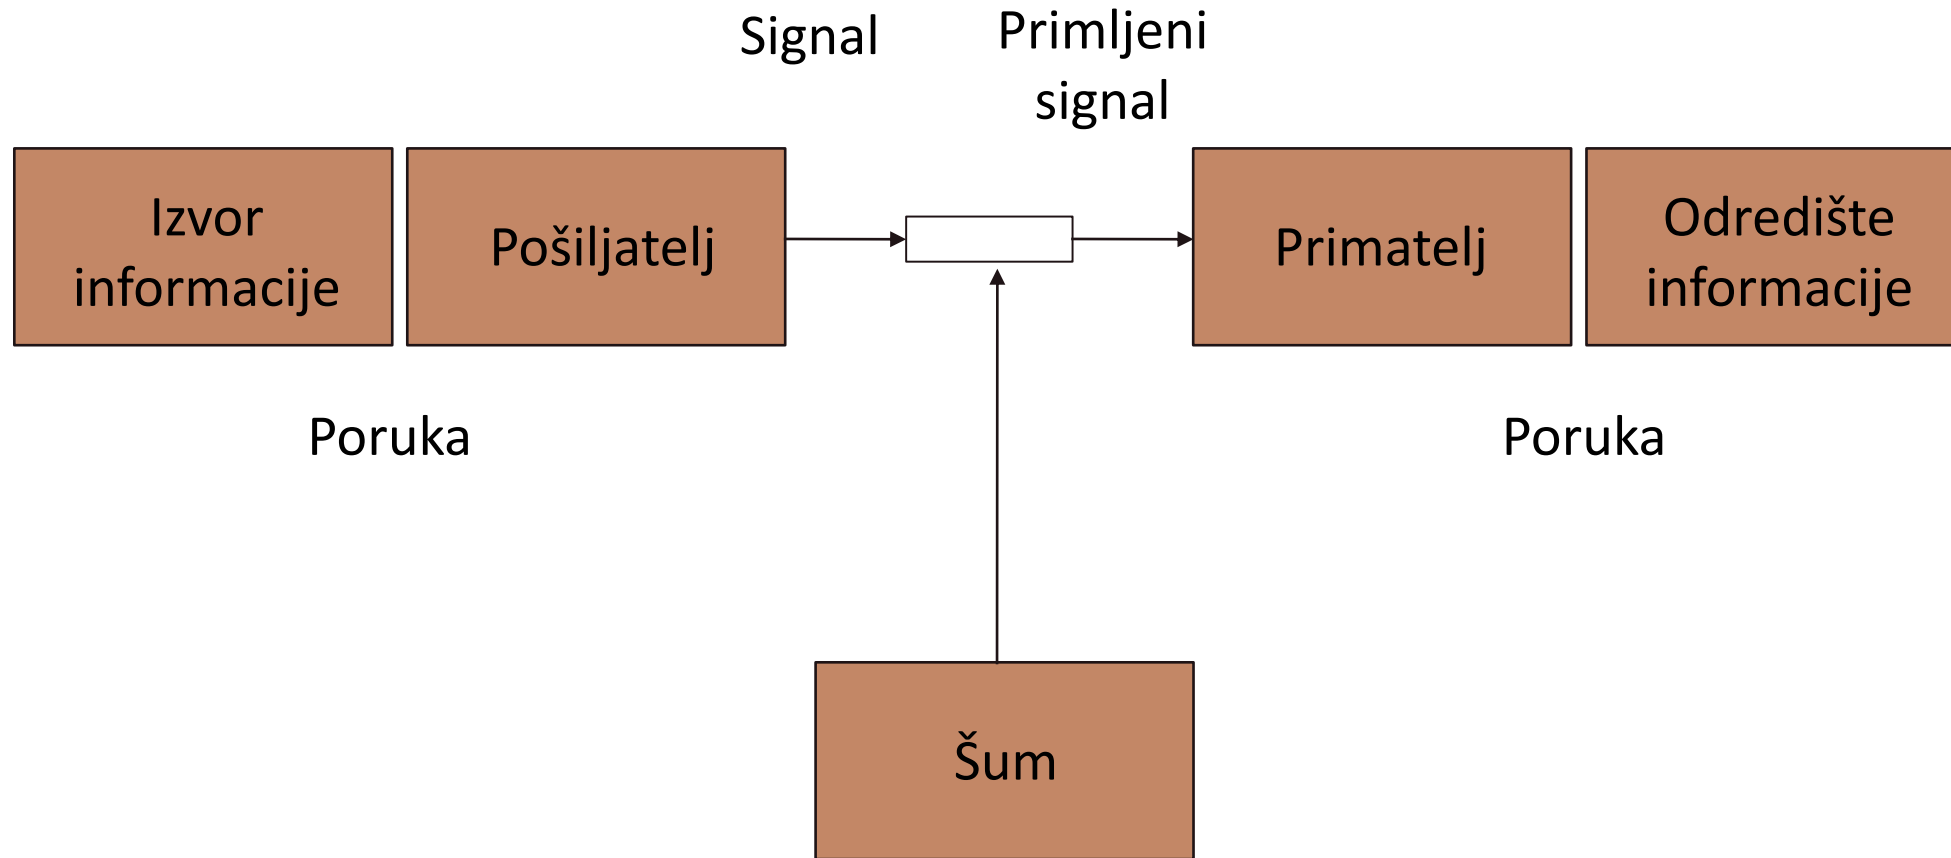 Signal
Primljeni
signal
Izvor
informacije
Pošiljatelj
Primatelj
Odredište
informacije
Poruka
Poruka
Šum